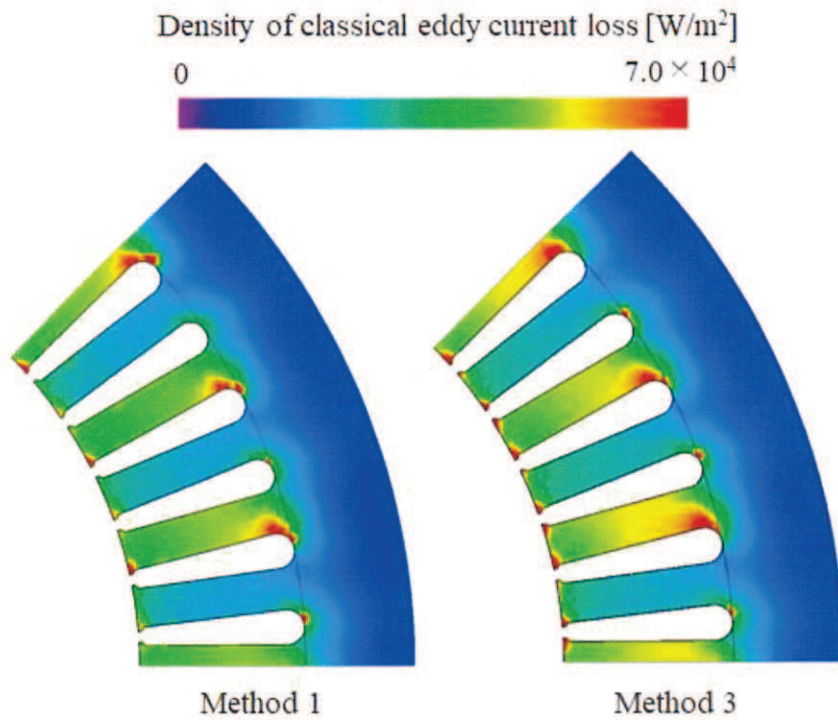 Density of classical eddy current loss [W/m²]
0 7.0 × 10⁴
Method 1 Method 3